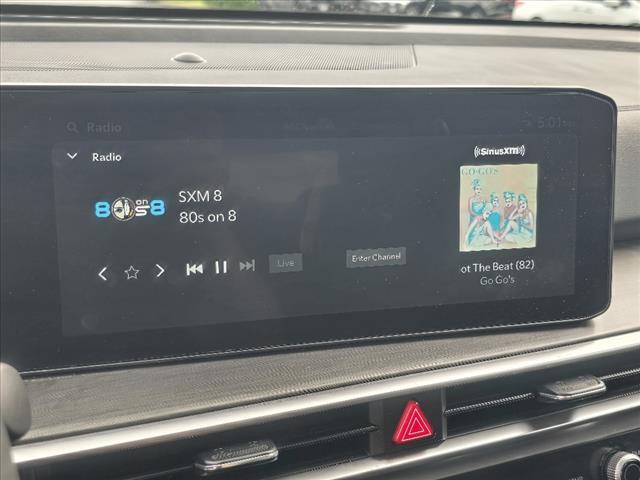 Radio
5:01
Radio
((SiriusXM))
8 on 8
SXM 8
80s on 8
GO-GO'S
Live
Enter Channel
ot The Beat (82)
Go Go's